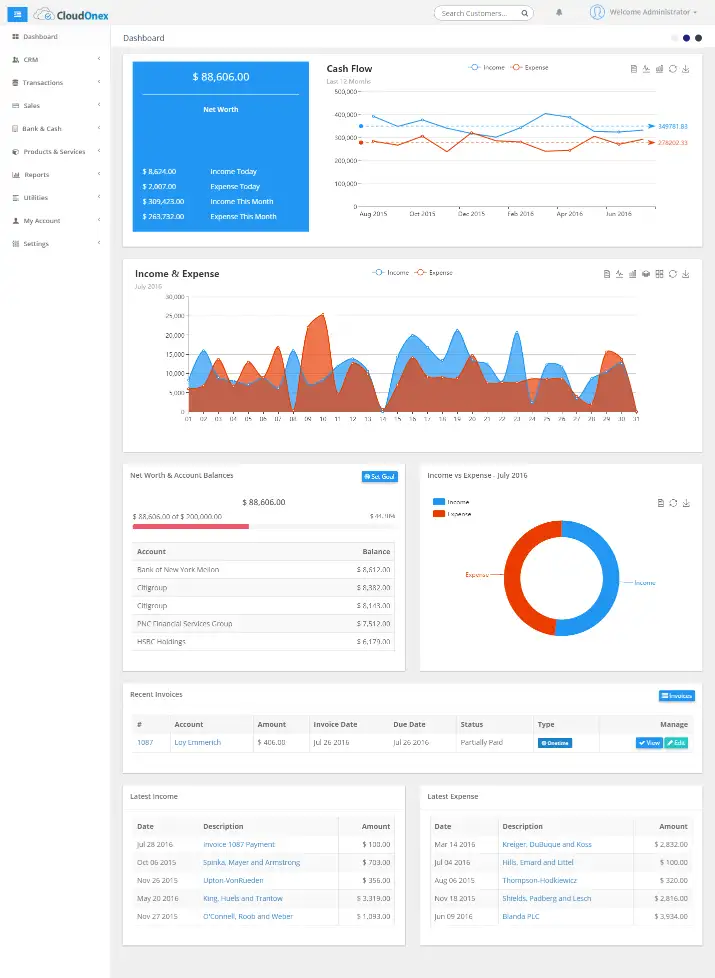 CloudOnex
Search Customers...
Welcome Administrator
Dashboard
CRM
Transactions
Sales
Bank & Cash
Products & Services
Reports
Utilities
My Account
Settings
Dashboard
$ 88,606.00
Net Worth
$ 8,624.00 Income Today
$ 2,007.00 Expense Today
$ 309,423.00 Income This Month
$ 263,732.00 Expense This Month
Cash Flow
Last 12 Months
Income Expense
500,000
400,000
300,000
200,000
100,000
0
349781.83
278202.33
Aug 2015 Oct 2015 Dec 2015 Feb 2016 Apr 2016 Jun 2016
Income & Expense
July 2016
Income Expense
30,000
25,000
20,000
15,000
10,000
5,000
0
01 02 03 04 05 06 07 08 09 10 11 12 13 14 15 16 17 18 19 20 21 22 23 24 25 26 27 28 29 30 31
Net Worth & Account Balances
Set Goal
$ 88,606.00
$ 88,606.00 of $ 200,000.00
$ 44.30%
Account Balance
Bank of New York Mellon $ 8,612.00
Citigroup $ 8,382.00
Citigroup $ 8,143.00
PNC Financial Services Group $ 7,512.00
HSBC Holdings $ 6,179.00
Income vs Expense - July 2016
Income
Expense
Expense
Income
Recent Invoices
Invoices
# Account Amount Invoice Date Due Date Status Type Manage
1087 Loy Emmerich $ 406.00 Jul 26 2016 Jul 26 2016 Partially Paid Onetime View Edit
Latest Income
Date Description Amount
Jul 28 2016 Invoice 1087 Payment $ 100.00
Oct 06 2015 Spinka, Mayer and Armstrong $ 703.00
Nov 26 2015 Upton-VonRueden $ 356.00
May 20 2016 King, Huels and Trantow $ 3,319.00
Nov 27 2015 O'Connell, Roob and Weber $ 1,093.00
Latest Expense
Date Description Amount
Mar 14 2016 Kreiger, DuBuque and Koss $ 2,832.00
Jul 04 2016 Hills, Emard and Littel $ 100.00
Aug 06 2015 Thompson-Hodkiewicz $ 320.00
Nov 18 2015 Shields, Padberg and Lesch $ 2,816.00
Jun 09 2016 Blanda PLC $ 3,934.00